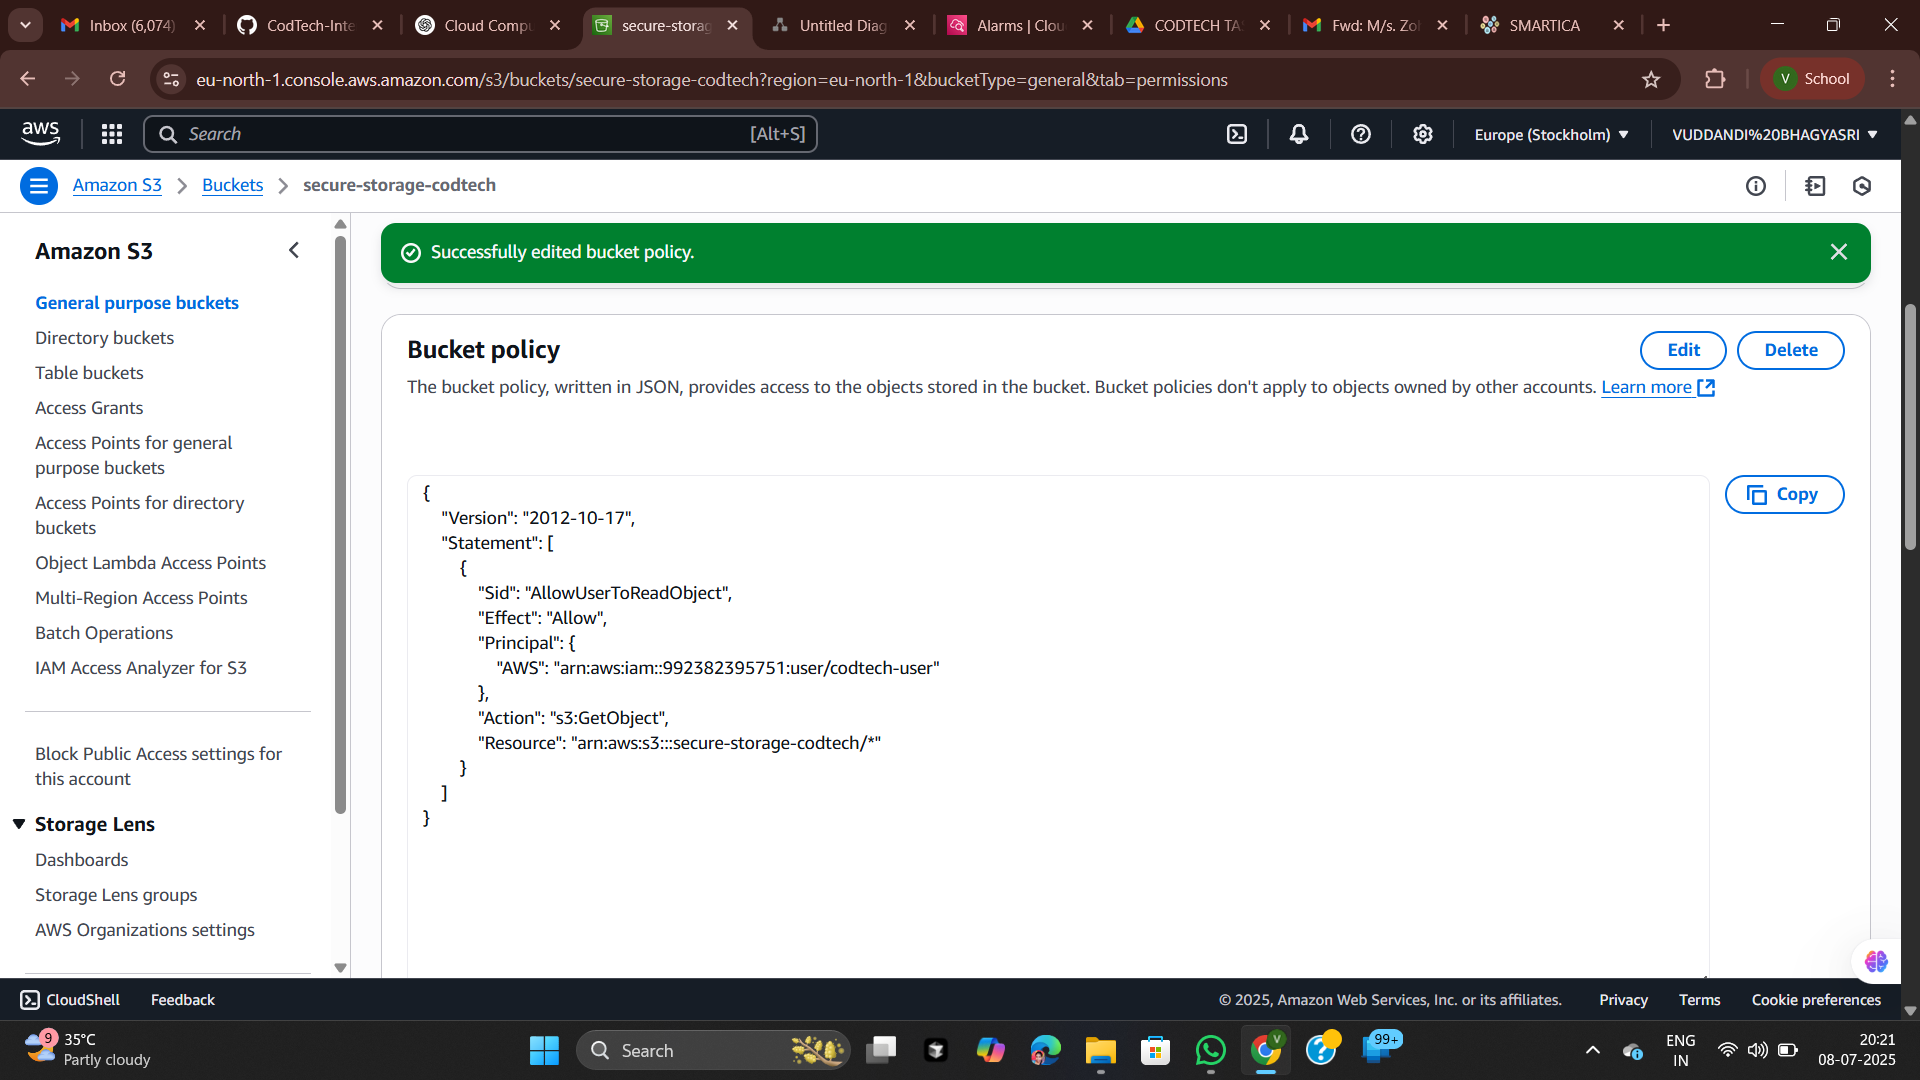 Inbox (6,074)
CodTech-Inte
Cloud Compu
secure-storag
Untitled Diag
Alarms | Clou
CODTECH TA
Fwd: M/s. Zol
SMARTICA
eu-north-1.console.aws.amazon.com/s3/buckets/secure-storage-codtech?region=eu-north-1&bucketType=general&tab=permissions
V School
aws
Search [Alt+S]
Europe (Stockholm)
VUDDANDI%20BHAGYASRI
Amazon S3 > Buckets > secure-storage-codtech
Amazon S3
General purpose buckets
Directory buckets
Table buckets
Access Grants
Access Points for general
purpose buckets
Access Points for directory
buckets
Object Lambda Access Points
Multi-Region Access Points
Batch Operations
IAM Access Analyzer for S3
Block Public Access settings for
this account
Storage Lens
Dashboards
Storage Lens groups
AWS Organizations settings
Successfully edited bucket policy.
Bucket policy
Edit
Delete
The bucket policy, written in JSON, provides access to the objects stored in the bucket. Bucket policies don't apply to objects owned by other accounts. Learn more
Copy
{
"Version": "2012-10-17",
"Statement": [
{
"Sid": "AllowUserToReadObject",
"Effect": "Allow",
"Principal": {
"AWS": "arn:aws:iam::992382395751:user/codtech-user"
},
"Action": "s3:GetObject",
"Resource": "arn:aws:s3:::secure-storage-codtech/*"
}
]
}
CloudShell
Feedback
© 2025, Amazon Web Services, Inc. or its affiliates.
Privacy
Terms
Cookie preferences
9
35°C
Partly cloudy
Search
V
99+
ENG
IN
20:21
08-07-2025